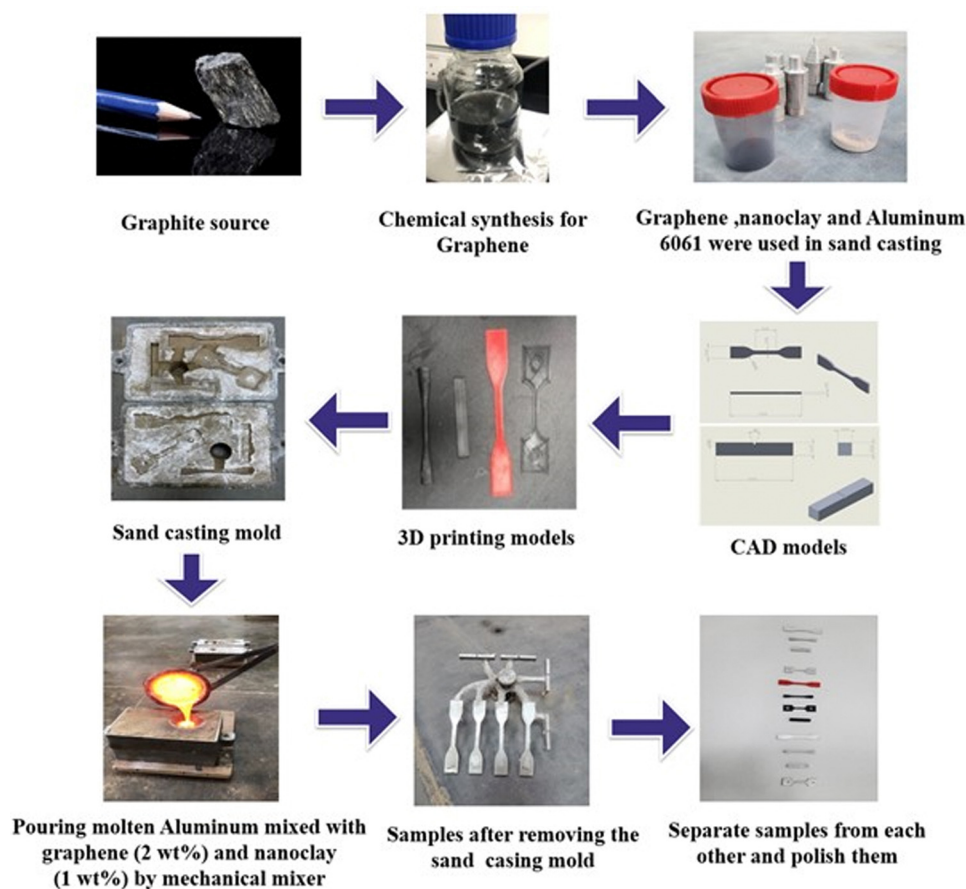 Graphite source
Chemical synthesis for
Graphene
Graphene ,nanoclay and Aluminum
6061 were used in sand casting
Sand casting mold
3D printing models
CAD models
Pouring molten Aluminum mixed with
graphene (2 wt%) and nanoclay
(1 wt%) by mechanical mixer
Samples after removing the
sand casing mold
Separate samples from each
other and polish them